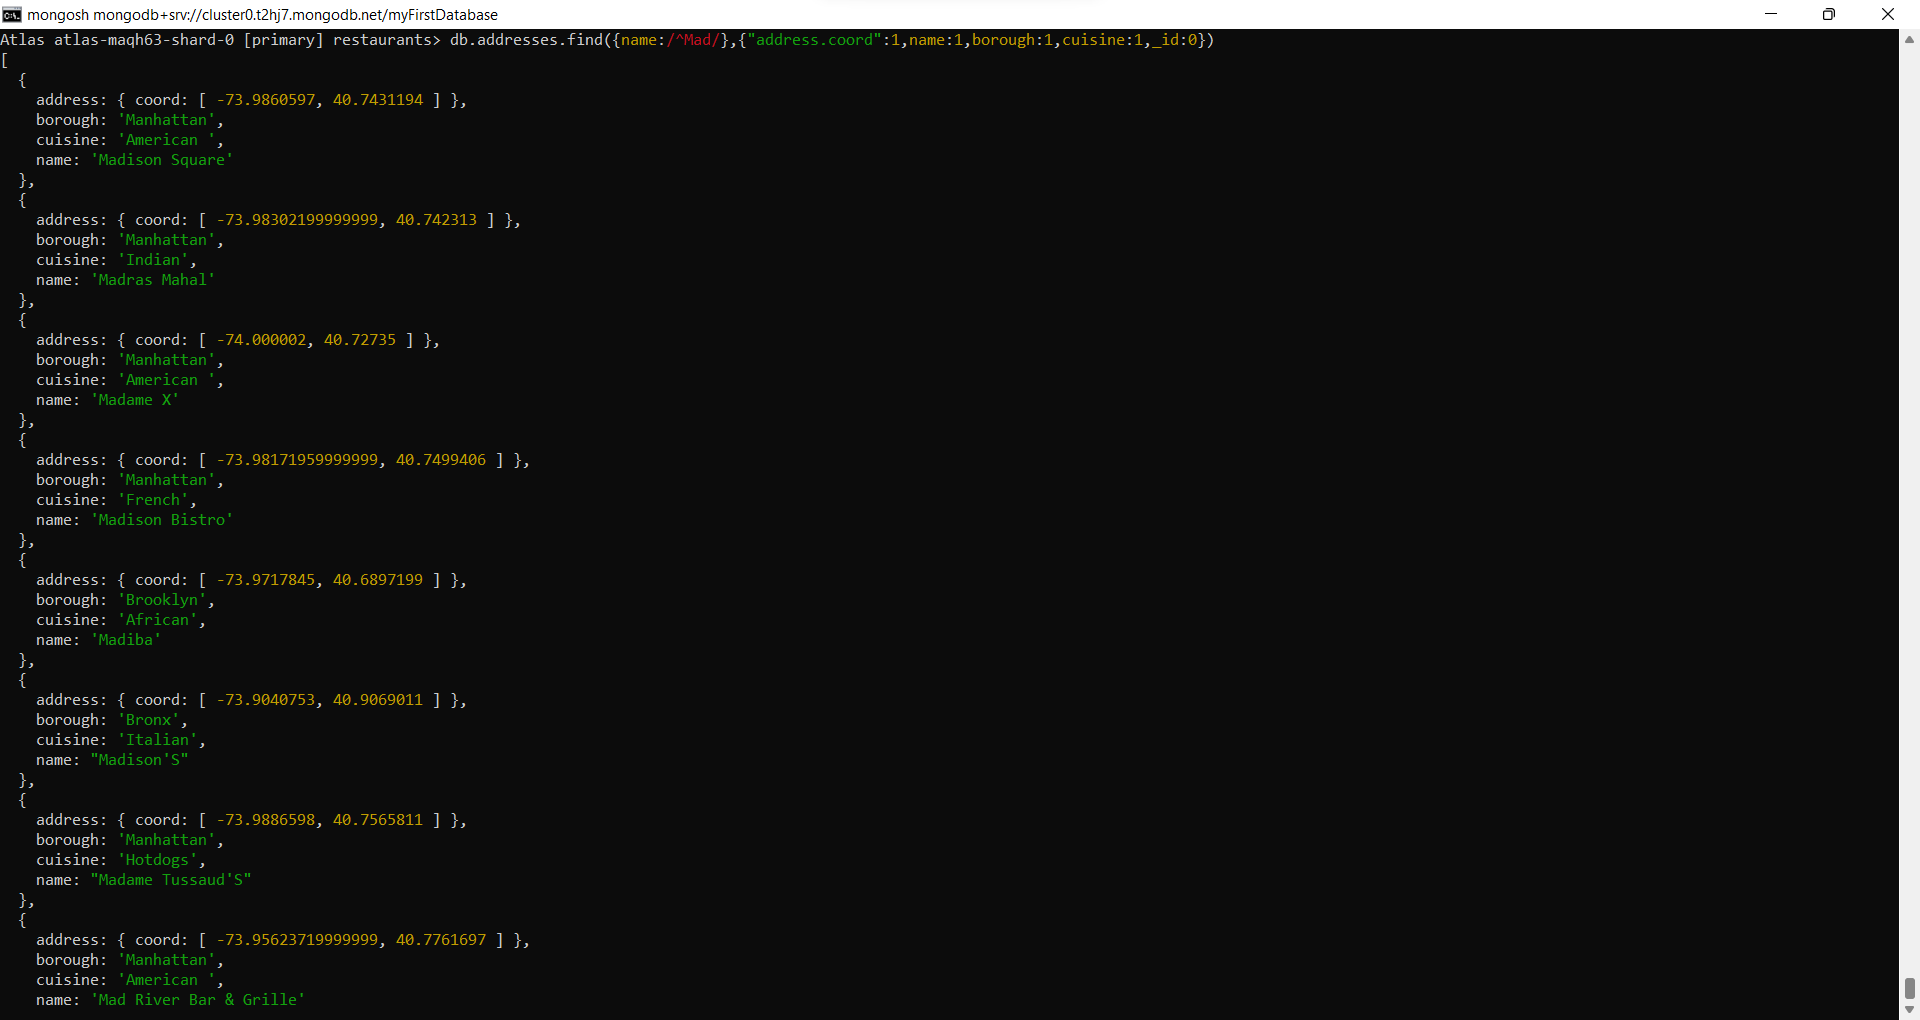 mongosh mongodb+srv://cluster0.t2hj7.mongodb.net/myFirstDatabase
Atlas atlas-maqh63-shard-0 [primary] restaurants> db.addresses.find({name:/^Mad/},{"address.coord":1,name:1,borough:1,cuisine:1,_id:0})
[
  {
    address: { coord: [ -73.9860597, 40.7431194 ] },
    borough: 'Manhattan',
    cuisine: 'American ',
    name: 'Madison Square'
  },
  {
    address: { coord: [ -73.98302199999999, 40.742313 ] },
    borough: 'Manhattan',
    cuisine: 'Indian',
    name: 'Madras Mahal'
  },
  {
    address: { coord: [ -74.000002, 40.72735 ] },
    borough: 'Manhattan',
    cuisine: 'American ',
    name: 'Madame X'
  },
  {
    address: { coord: [ -73.98171959999999, 40.7499406 ] },
    borough: 'Manhattan',
    cuisine: 'French',
    name: 'Madison Bistro'
  },
  {
    address: { coord: [ -73.9717845, 40.6897199 ] },
    borough: 'Brooklyn',
    cuisine: 'African',
    name: 'Madiba'
  },
  {
    address: { coord: [ -73.9040753, 40.9069011 ] },
    borough: 'Bronx',
    cuisine: 'Italian',
    name: "Madison'S"
  },
  {
    address: { coord: [ -73.9886598, 40.7565811 ] },
    borough: 'Manhattan',
    cuisine: 'Hotdogs',
    name: "Madame Tussaud'S"
  },
  {
    address: { coord: [ -73.95623719999999, 40.7761697 ] },
    borough: 'Manhattan',
    cuisine: 'American ',
    name: 'Mad River Bar & Grille'